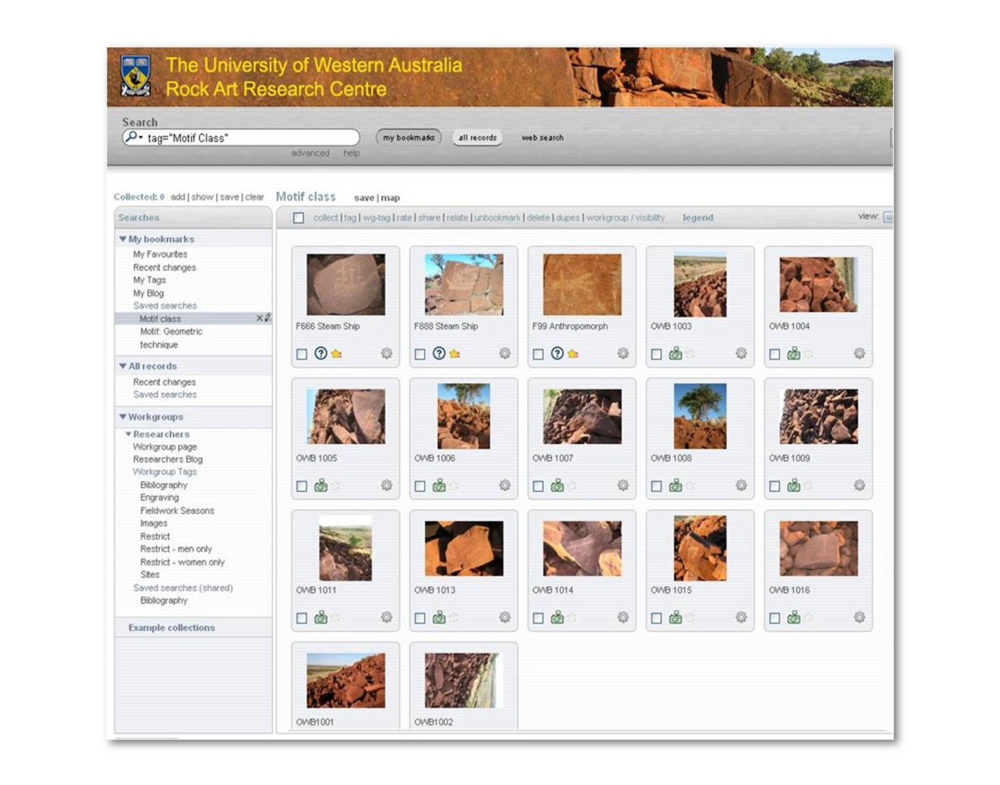 The University of Western Australia
Rock Art Research Centre
Search
tag="Motif Class"
my bookmarks all records web search
advanced help
Collected: 0 add | show | save | clear
Motif class save | map
Searches
collect | tag | wg-tag | rate | share | relate | unbookmark | delete | dupes | workgroup / visibility legend view:
My bookmarks
My Favourites
Recent changes
My Tags
My Blog
Saved searches
Motif class
Motif: Geometric
technique
All records
Recent changes
Saved searches
Workgroups
Researchers
Workgroup page
Researchers Blog
Workgroup Tags
Bibliography
Engraving
Fieldwork Seasons
Images
Restrict
Restrict - men only
Restrict - women only
Sites
Saved searches (shared)
Bibliography
Example collections
F666 Steam Ship
F888 Steam Ship
F99 Anthropomorph
OWB 1003
OWB 1004
OWB 1005
OWB 1006
OWB 1007
OWB 1008
OWB 1009
OWB 1011
OWB 1013
OWB 1014
OWB 1015
OWB 1016
OWB1001
OWB1002